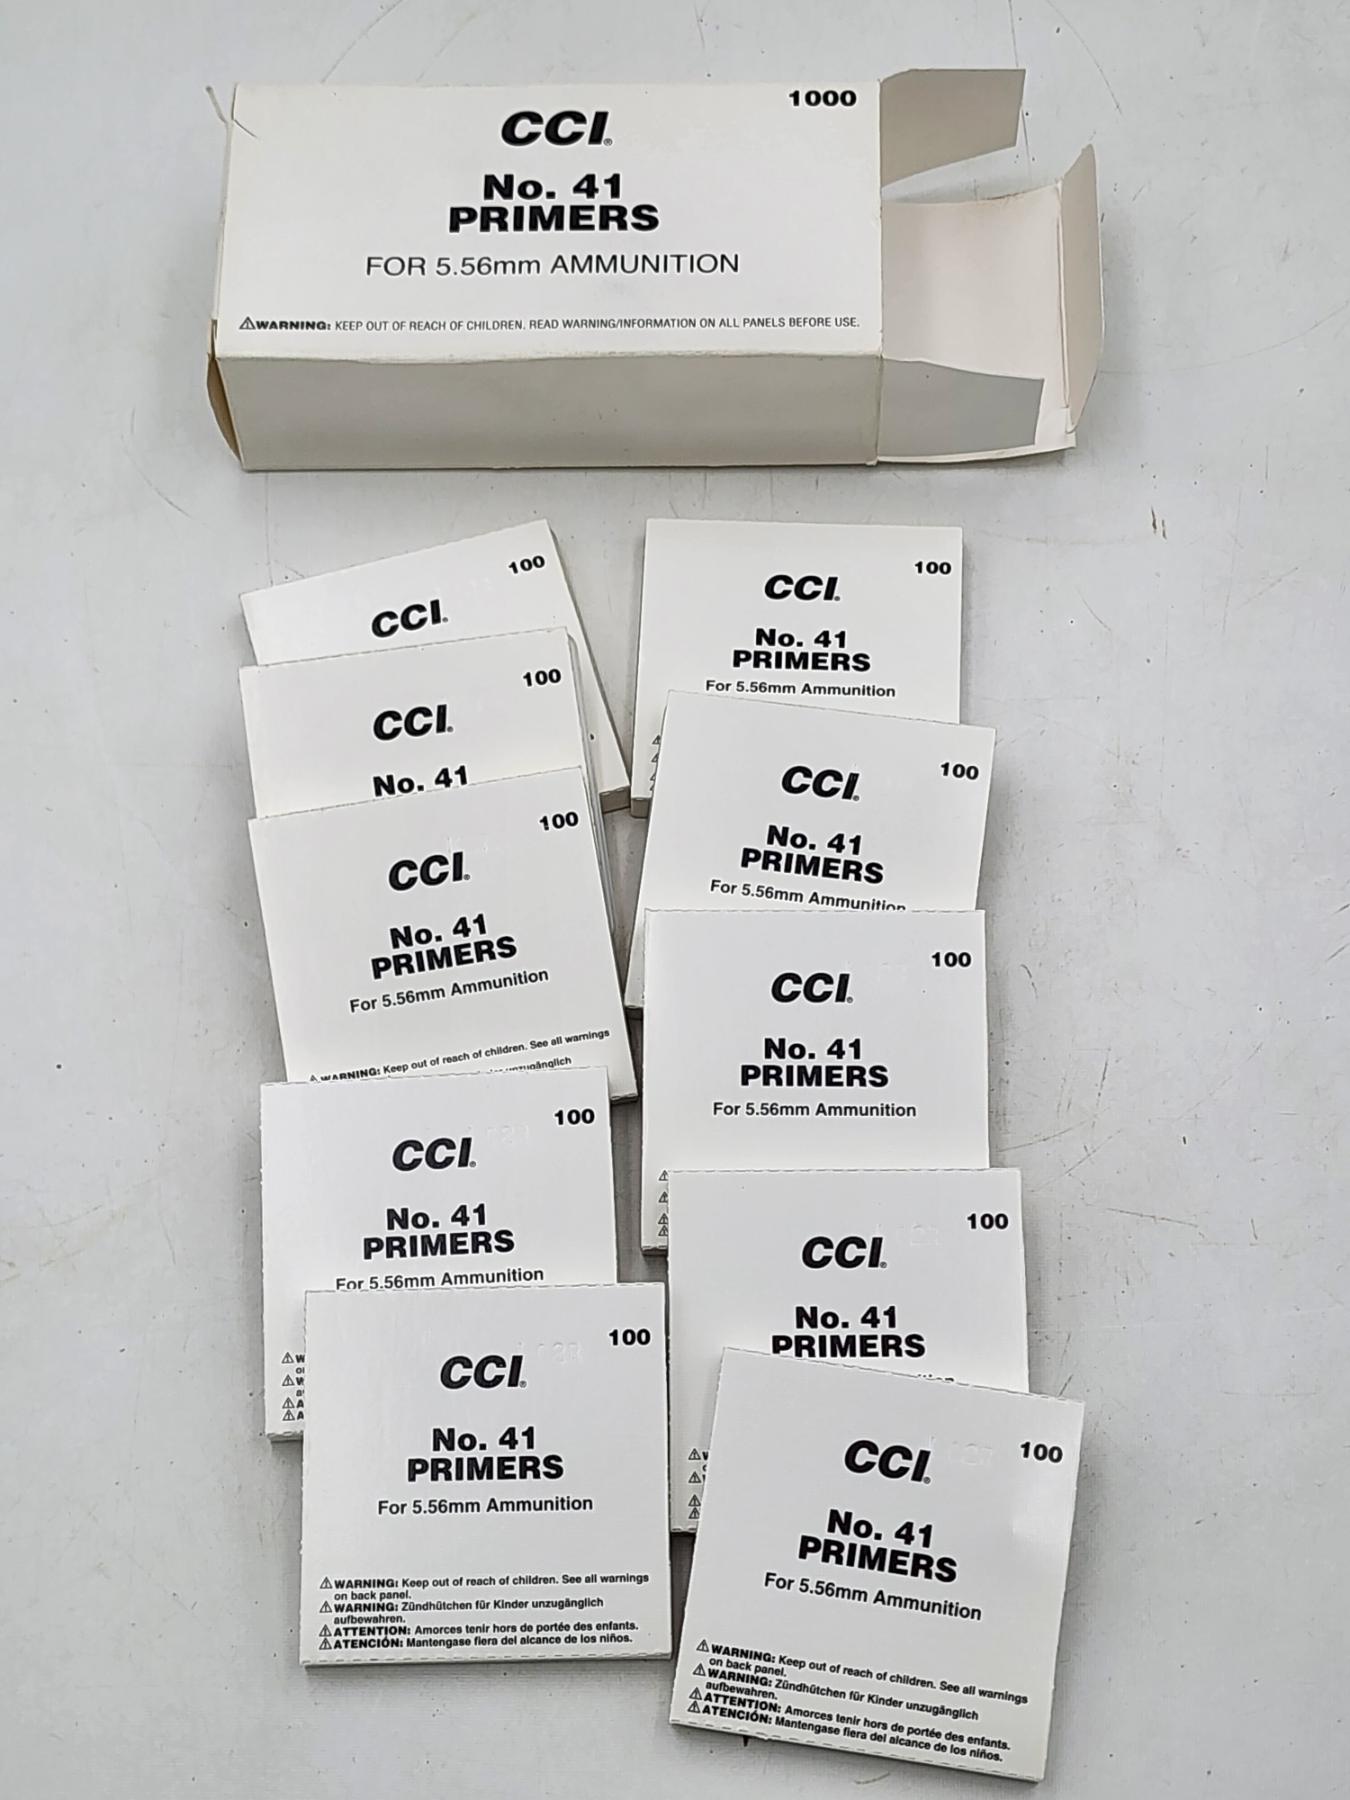 1000
CCI®
No. 41
PRIMERS
FOR 5.56mm AMMUNITION
⚠WARNING: KEEP OUT OF REACH OF CHILDREN. READ WARNING/INFORMATION ON ALL PANELS BEFORE USE.
100
CCI®
100
CCI®
No. 41
100
CCI®
No. 41
PRIMERS
For 5.56mm Ammunition
⚠WARNING: Keep out of reach of children. See all warnings
unzugänglich
100
CCI®
No. 41
PRIMERS
For 5.56mm Ammunition
⚠W
⚠W
⚠A
⚠A
100
CCI®
No. 41
PRIMERS
For 5.56mm Ammunition
⚠WARNING: Keep out of reach of children. See all warnings
on back panel.
⚠WARNING: Zündhütchen für Kinder unzugänglich
aufbewahren.
⚠ATTENTION: Amorces tenir hors de portée des enfants.
⚠ATENCIÓN: Mantengase fiera del alcance de los niños.
100
CCI®
No. 41
PRIMERS
For 5.56mm Ammunition
100
CCI®
No. 41
PRIMERS
For 5.56mm Ammunition
100
CCI®
No. 41
PRIMERS
For 5.56mm Ammunition
100
CCI®
No. 41
PRIMERS
100
CCI®
No. 41
PRIMERS
For 5.56mm Ammunition
⚠WARNING: Keep out of reach of children. See all warnings
on back panel.
⚠WARNING: Zündhütchen für Kinder unzugänglich
aufbewahren.
⚠ATTENTION: Amorces tenir hors de portée des enfants.
⚠ATENCIÓN: Mantengase fiera del alcance de los niños.